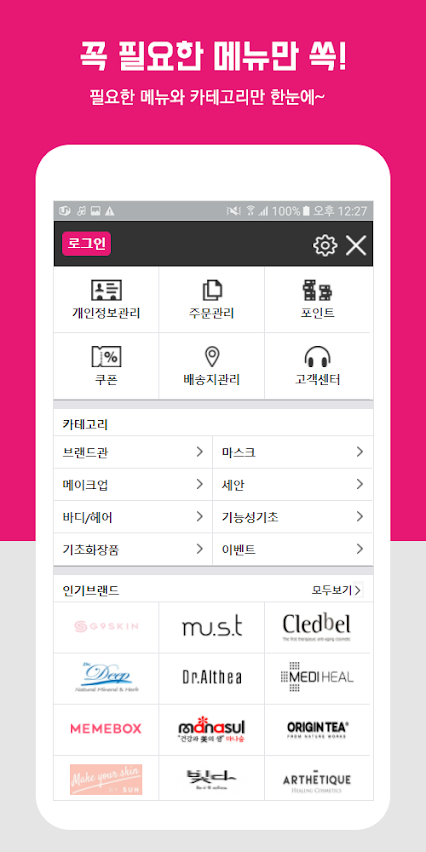 꼭 필요한 메뉴만 쏙!
필요한 메뉴와 카테고리만 한눈에~
100% 오후 12:27
로그인
개인정보관리 주문관리 포인트
쿠폰 배송지관리 고객센터
카테고리
브랜드관 마스크
메이크업 세안
바디/헤어 기능성기초
기초화장품 이벤트
인기브랜드 모두보기
G9SKIN mu.s.t Cledbel
The first therapeutic anti-aging cosmetic
The Deep Dr.Althea MEDIHEAL
Natural Mineral & Herb
MEMEBOX manasul ORIGIN TEA®
"건강과 美의 샘" 마나술 FROM NATURE WORKS
Make your skin 빛다 ARTHÉTIQUE
BY SUN HEALING COSMETICS